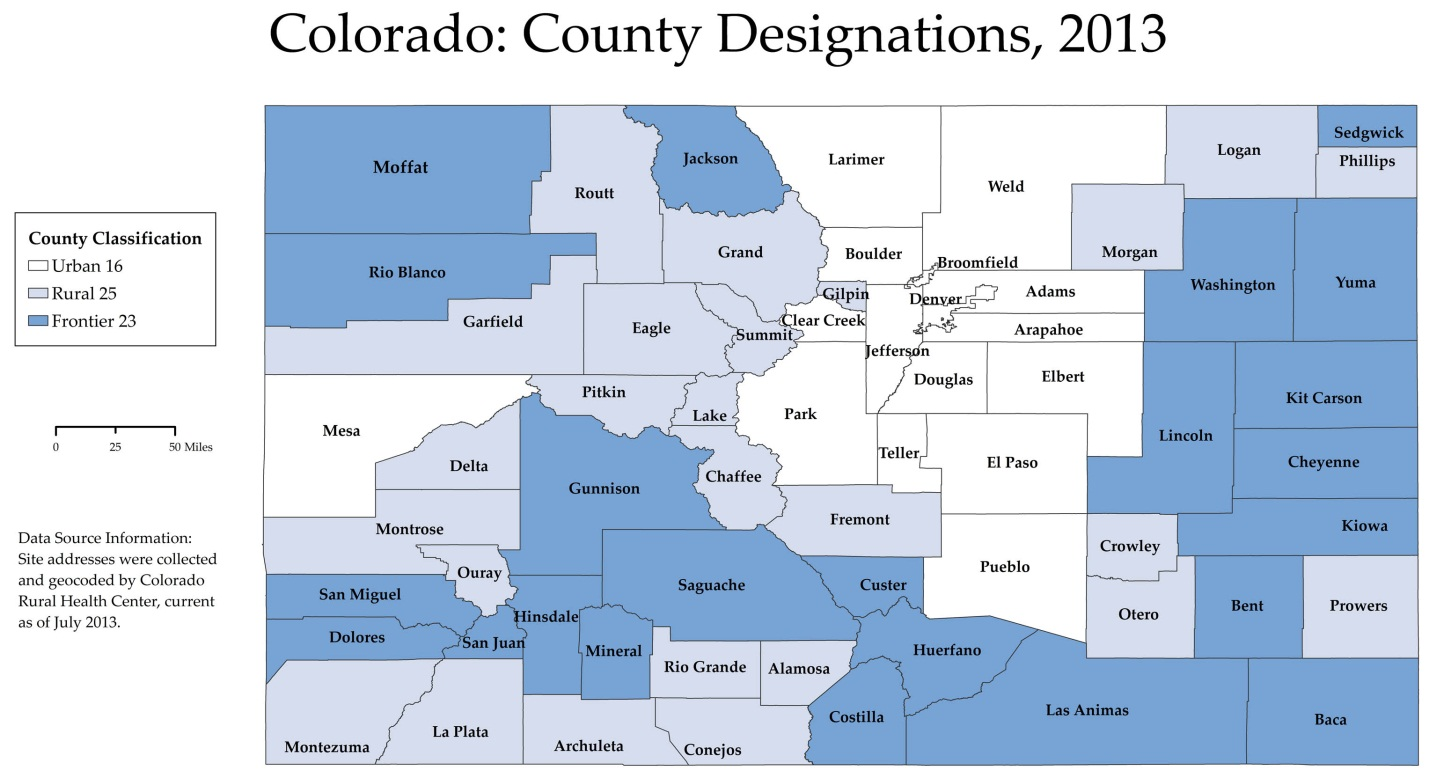 Colorado: County Designations, 2013
County Classification
Urban 16
Rural 25
Frontier 23
0 25 50 Miles
Data Source Information:
Site addresses were collected
and geocoded by Colorado
Rural Health Center, current
as of July 2013.
Moffat
Routt
Jackson
Larimer
Weld
Logan
Sedgwick
Phillips
Rio Blanco
Grand
Boulder
Broomfield
Morgan
Washington
Yuma
Garfield
Eagle
Summit
Gilpin
Clear Creek
Denver
Adams
Arapahoe
Jefferson
Douglas
Elbert
Mesa
Pitkin
Lake
Park
Teller
El Paso
Lincoln
Kit Carson
Cheyenne
Delta
Gunnison
Chaffee
Fremont
Kiowa
Montrose
Ouray
Saguache
Custer
Pueblo
Crowley
Otero
Bent
Prowers
San Miguel
Dolores
San Juan
Hinsdale
Mineral
Rio Grande
Alamosa
Huerfano
Montezuma
La Plata
Archuleta
Conejos
Costilla
Las Animas
Baca